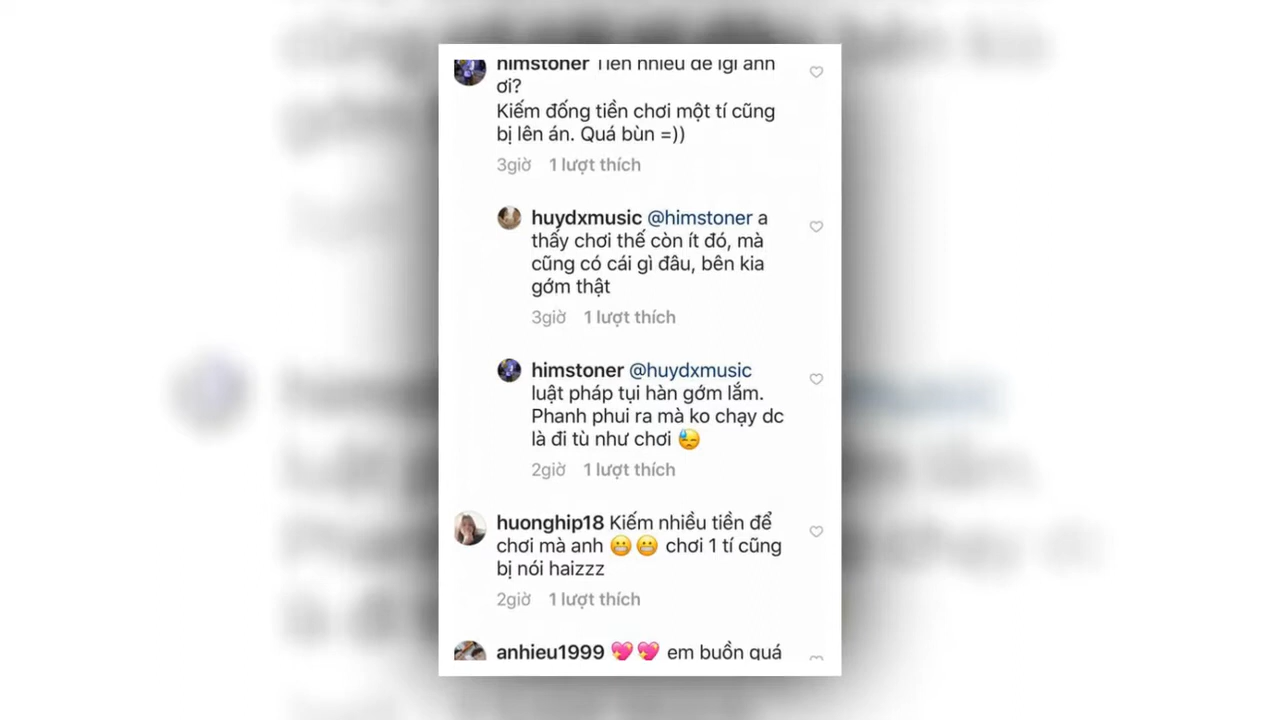 himstoner Tiền nhiều để lgì anh
ơi?
Kiếm đống tiền chơi một tí cũng
bị lên án. Quá bùn =))
3giờ 1 lượt thích
huydxmusic @himstoner a
thấy chơi thế còn ít đó, mà
cũng có cái gì đâu, bên kia
gớm thật
3giờ 1 lượt thích
himstoner @huydxmusic
luật pháp tụi hàn gớm lắm.
Phanh phui ra mà ko chạy dc
là đi tù như chơi 😓
2giờ 1 lượt thích
huonghip18 Kiếm nhiều tiền để
chơi mà anh 😬😬 chơi 1 tí cũng
bị nói haizzz
2giờ 1 lượt thích
anhieu1999 💖💖 em buồn quá